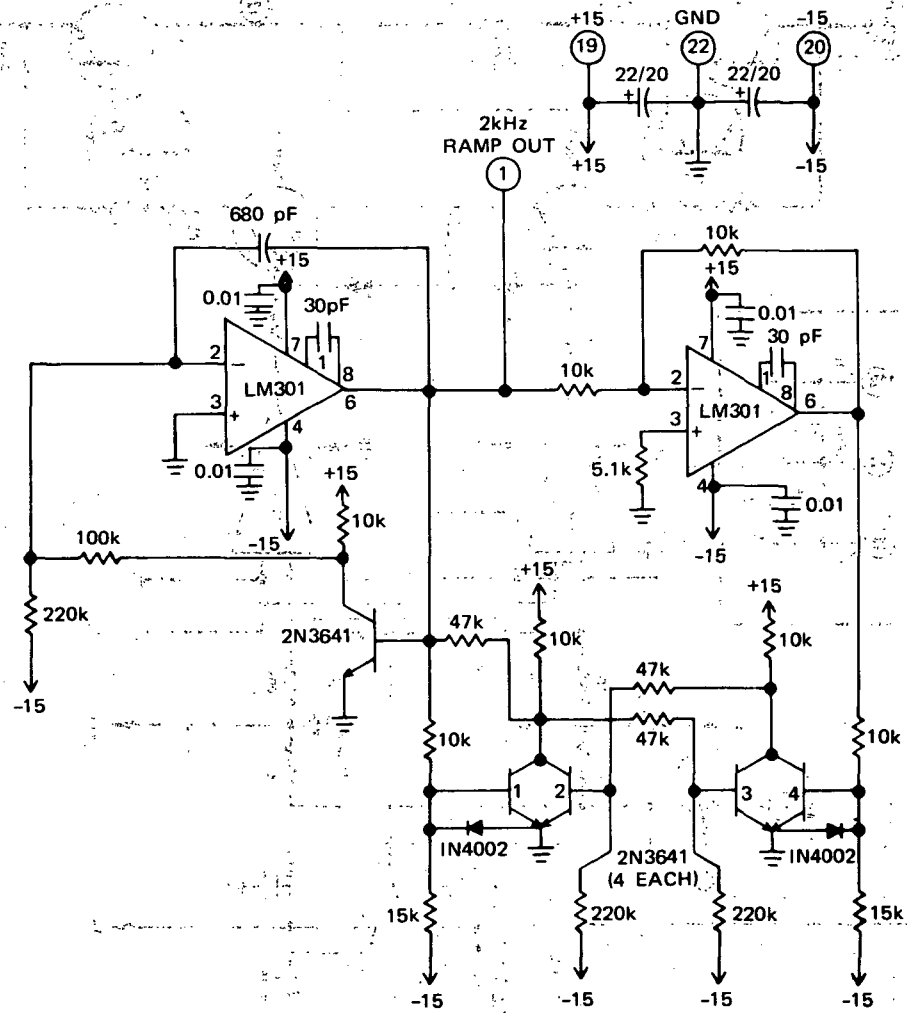 +15 GND -15
19 22 20
22/20 22/20
+ +
+15 -15
2kHz
RAMP OUT
1
680 pF
+15
0.01
30pF
7
1
8
2
−
LM301
6
3
+
4
0.01
-15
10k
+15
0.01
30 pF
7
1
8
10k
2
−
LM301
6
3
+
5.1k
4
0.01
-15
+15
10k
100k
220k
-15
2N3641
47k
+15
10k
+15
10k
47k
47k
10k
10k
1 2
3 4
IN4002
2N3641
(4 EACH)
IN4002
15k
220k
220k
15k
-15 -15 -15 -15